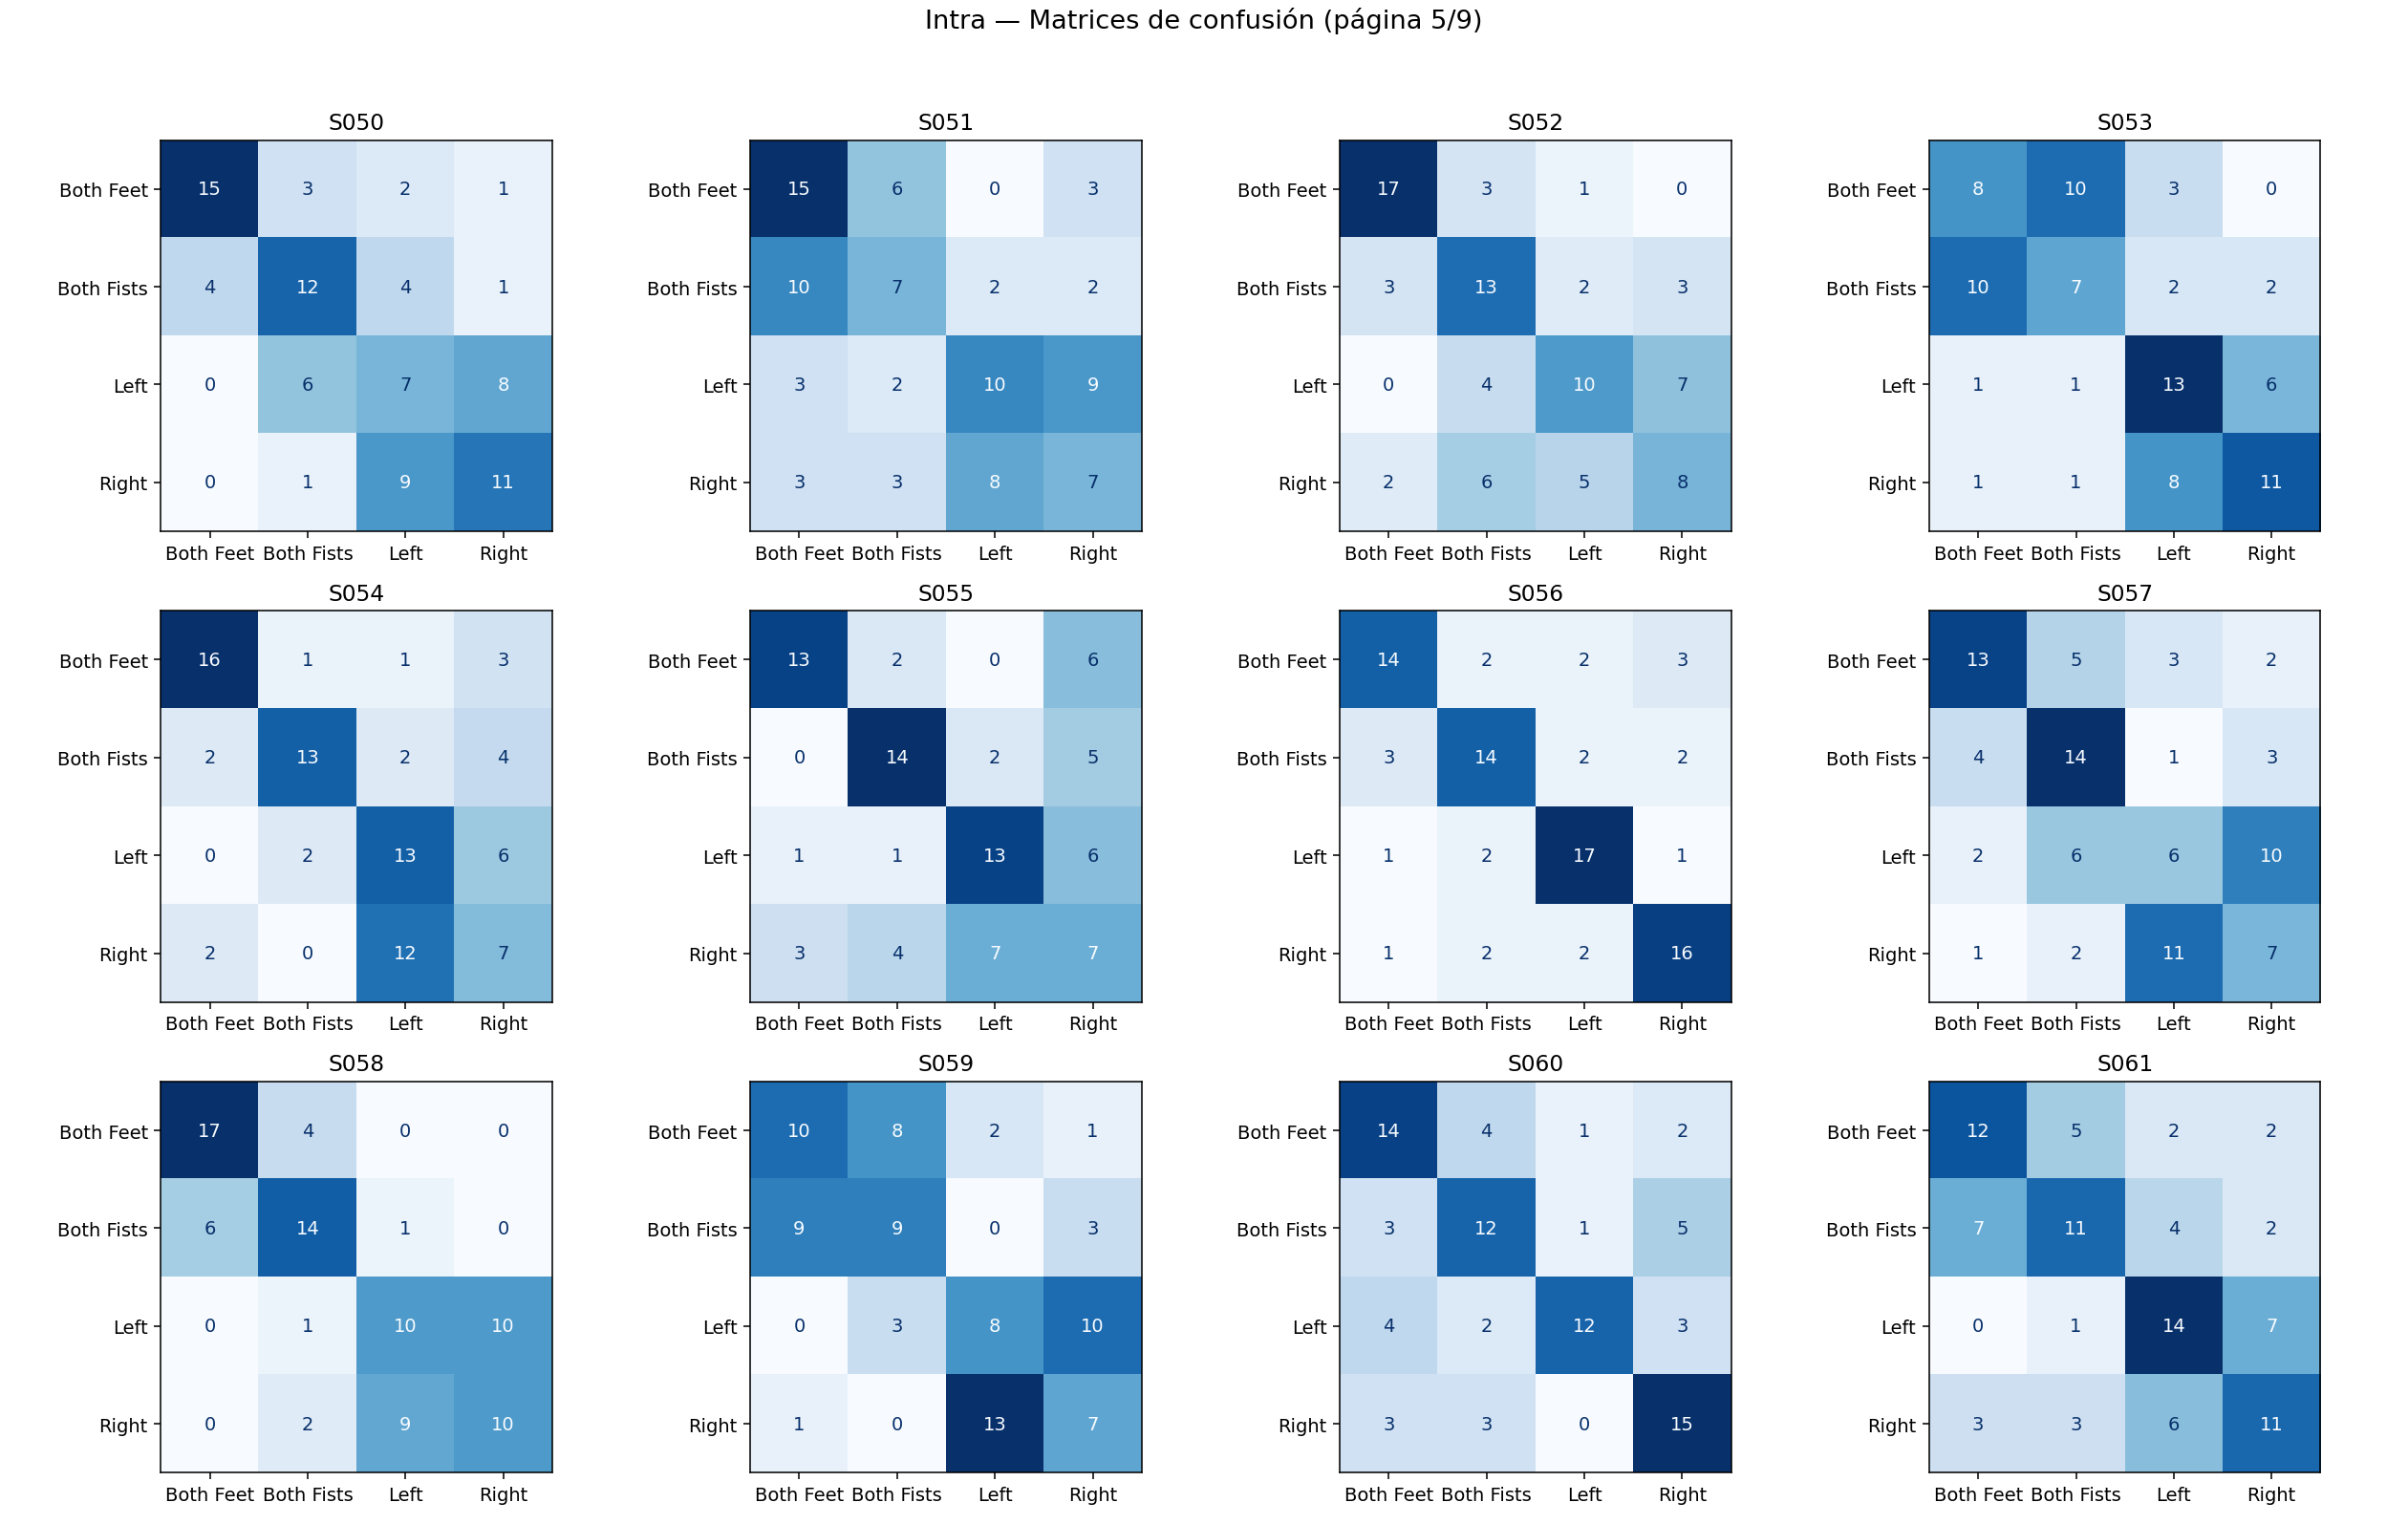 Intra — Matrices de confusión (página 5/9)
S050 S051 S052 S053
Both Feet 15 3 2 1 Both Feet 15 6 0 3 Both Feet 17 3 1 0 Both Feet 8 10 3 0
Both Fists 4 12 4 1 Both Fists 10 7 2 2 Both Fists 3 13 2 3 Both Fists 10 7 2 2
Left 0 6 7 8 Left 3 2 10 9 Left 0 4 10 7 Left 1 1 13 6
Right 0 1 9 11 Right 3 3 8 7 Right 2 6 5 8 Right 1 1 8 11
Both Feet Both Fists Left Right Both Feet Both Fists Left Right Both Feet Both Fists Left Right Both Feet Both Fists Left Right
S054 S055 S056 S057
Both Feet 16 1 1 3 Both Feet 13 2 0 6 Both Feet 14 2 2 3 Both Feet 13 5 3 2
Both Fists 2 13 2 4 Both Fists 0 14 2 5 Both Fists 3 14 2 2 Both Fists 4 14 1 3
Left 0 2 13 6 Left 1 1 13 6 Left 1 2 17 1 Left 2 6 6 10
Right 2 0 12 7 Right 3 4 7 7 Right 1 2 2 16 Right 1 2 11 7
Both Feet Both Fists Left Right Both Feet Both Fists Left Right Both Feet Both Fists Left Right Both Feet Both Fists Left Right
S058 S059 S060 S061
Both Feet 17 4 0 0 Both Feet 10 8 2 1 Both Feet 14 4 1 2 Both Feet 12 5 2 2
Both Fists 6 14 1 0 Both Fists 9 9 0 3 Both Fists 3 12 1 5 Both Fists 7 11 4 2
Left 0 1 10 10 Left 0 3 8 10 Left 4 2 12 3 Left 0 1 14 7
Right 0 2 9 10 Right 1 0 13 7 Right 3 3 0 15 Right 3 3 6 11
Both Feet Both Fists Left Right Both Feet Both Fists Left Right Both Feet Both Fists Left Right Both Feet Both Fists Left Right